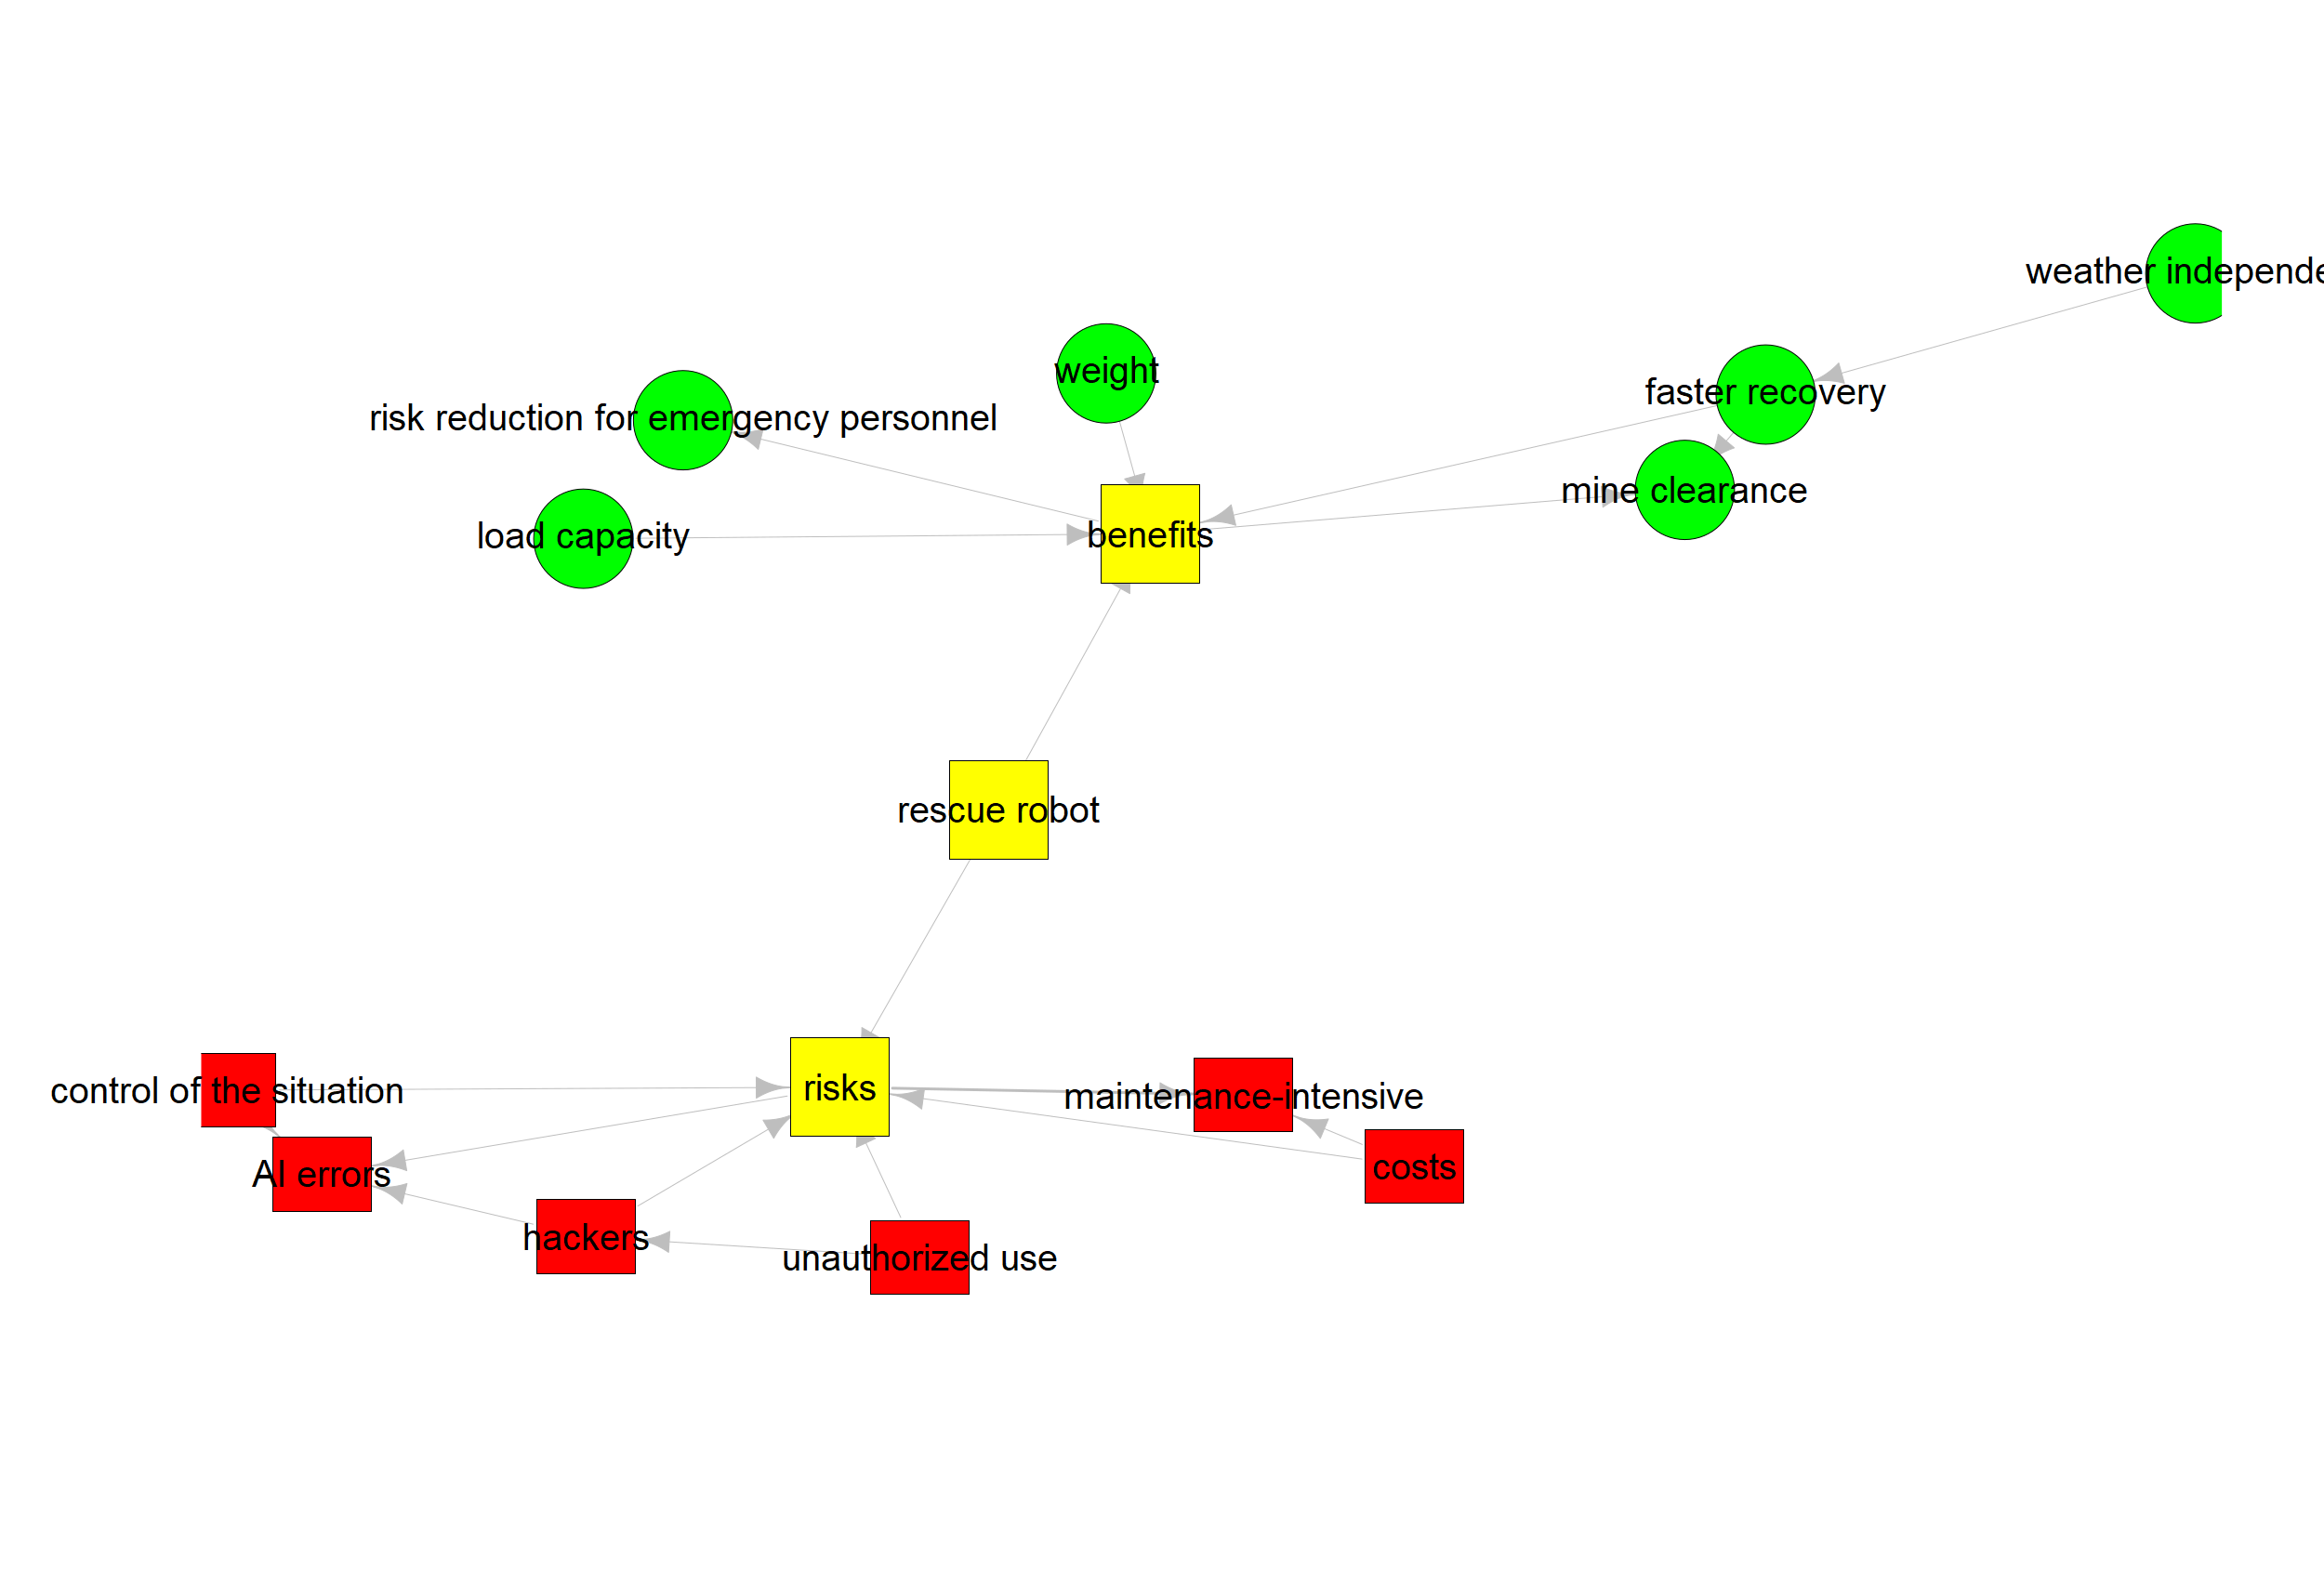 weather independe
weight
faster recovery
risk reduction for emergency personnel
mine clearance
load capacity
benefits
rescue robot
control of the situation
risks
maintenance-intensive
AI errors
costs
hackers
unauthorized use